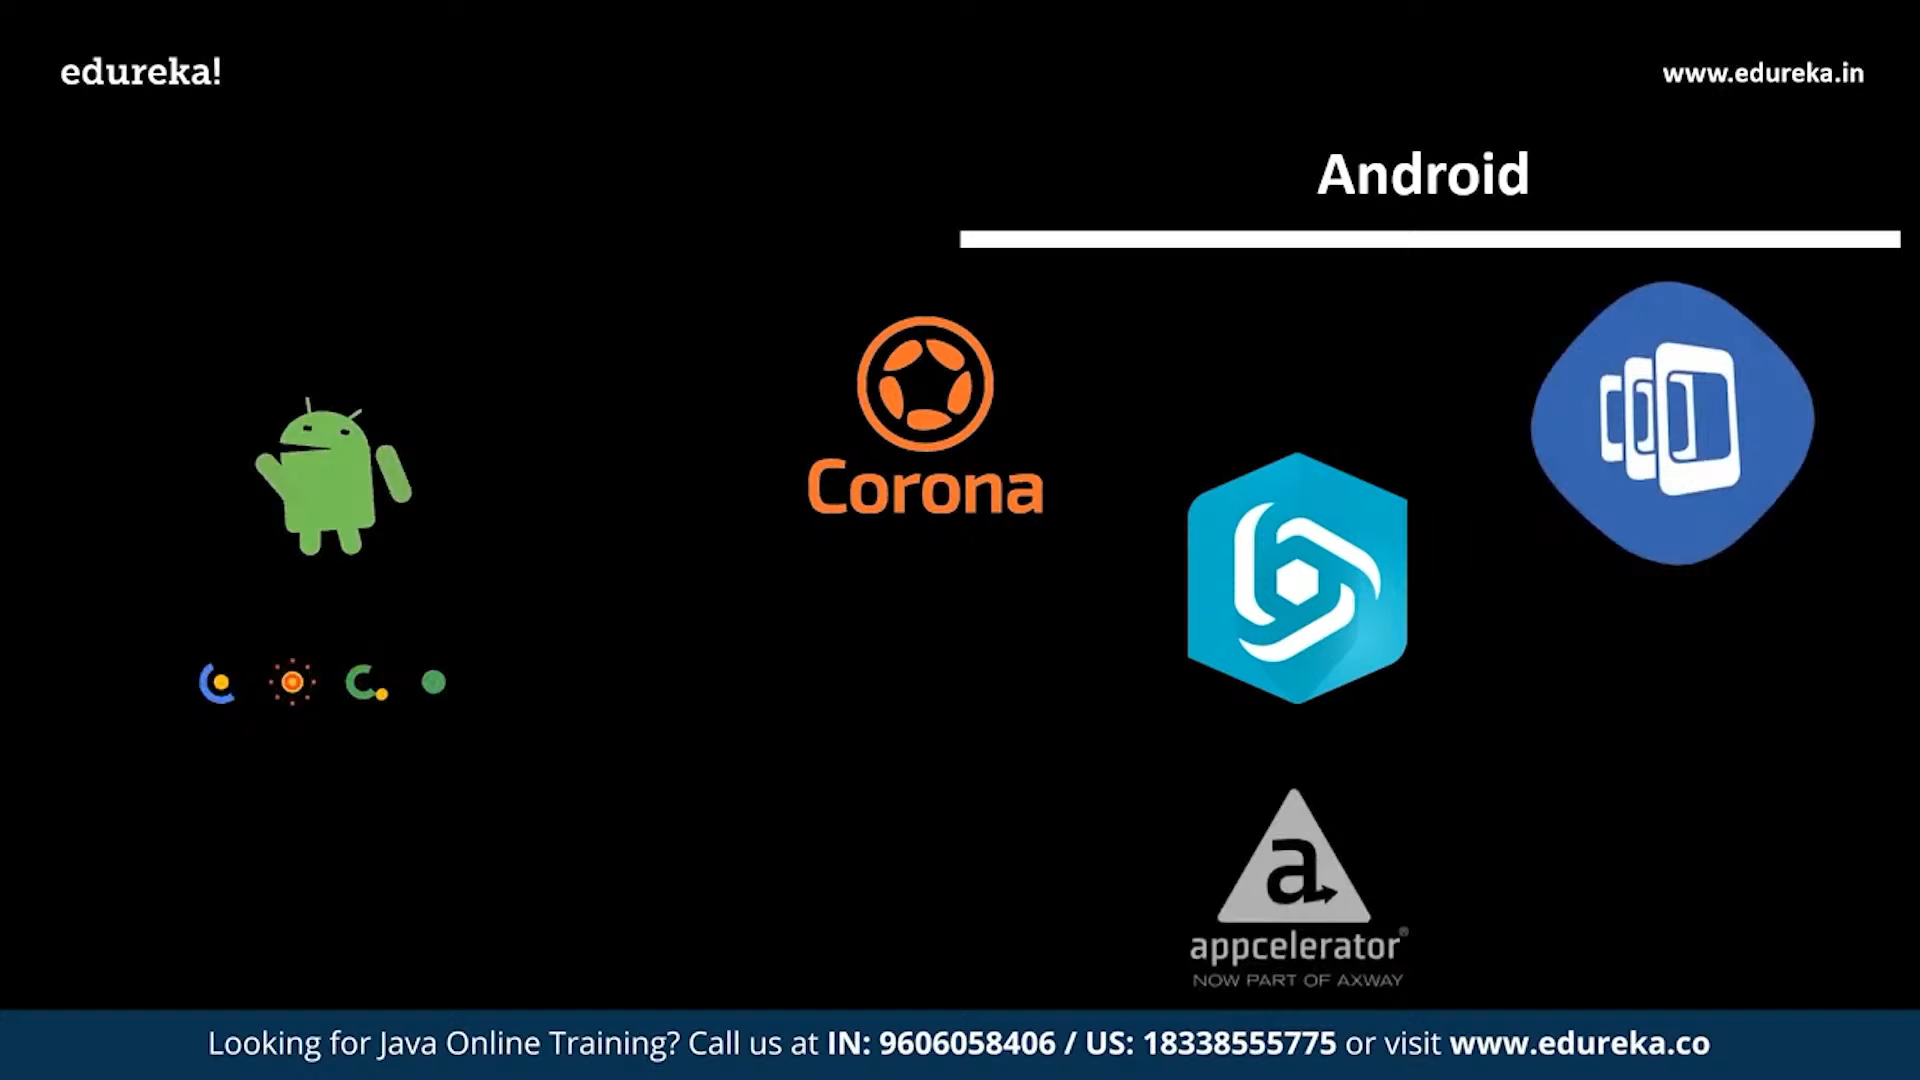 edureka!
www.edureka.in
Android
Corona
a
appcelerator®
NOW PART OF AXWAY
Looking for Java Online Training? Call us at IN: 9606058406 / US: 18338555775 or visit www.edureka.co